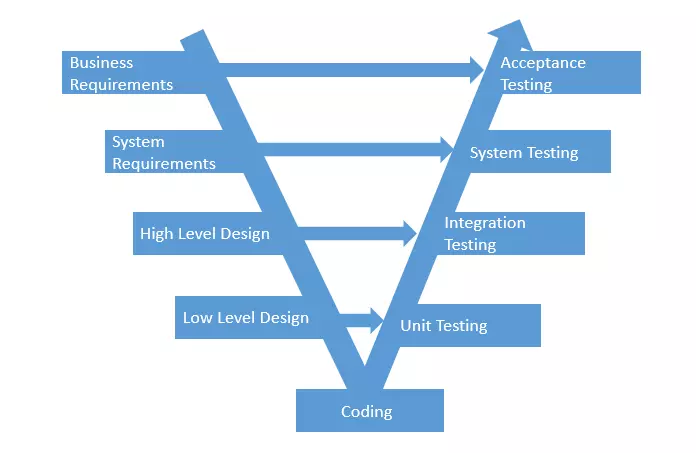 Business
Requirements
Acceptance
Testing
System
Requirements
System Testing
High Level Design
Integration
Testing
Low Level Design
Unit Testing
Coding